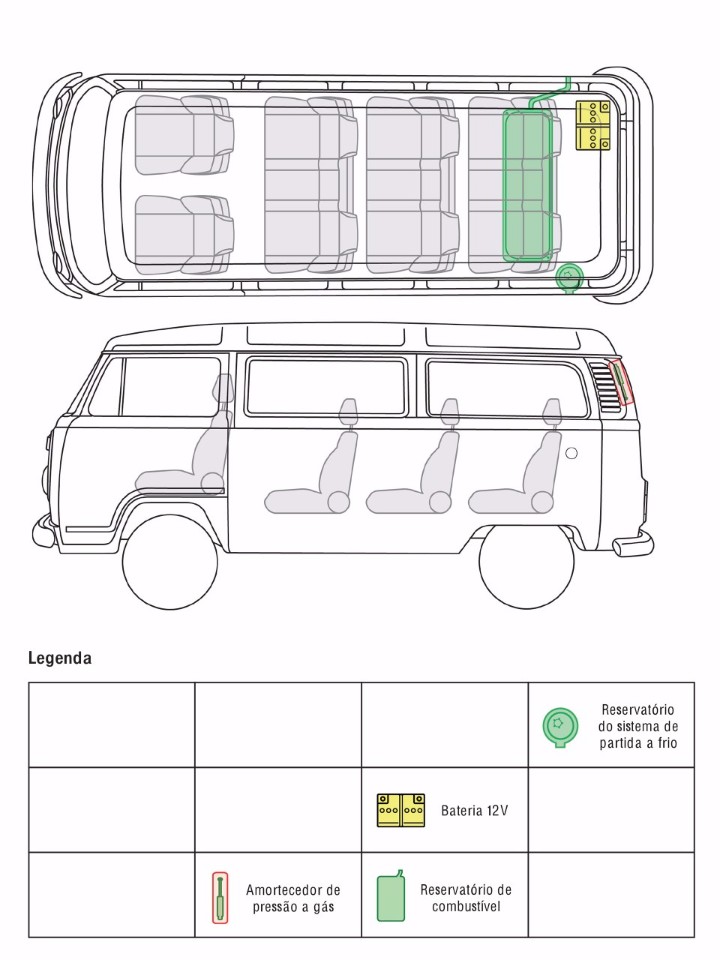 Legenda
Reservatório
do sistema de
partida a frio
Bateria 12V
Amortecedor de
pressão a gás
Reservatório de
combustível